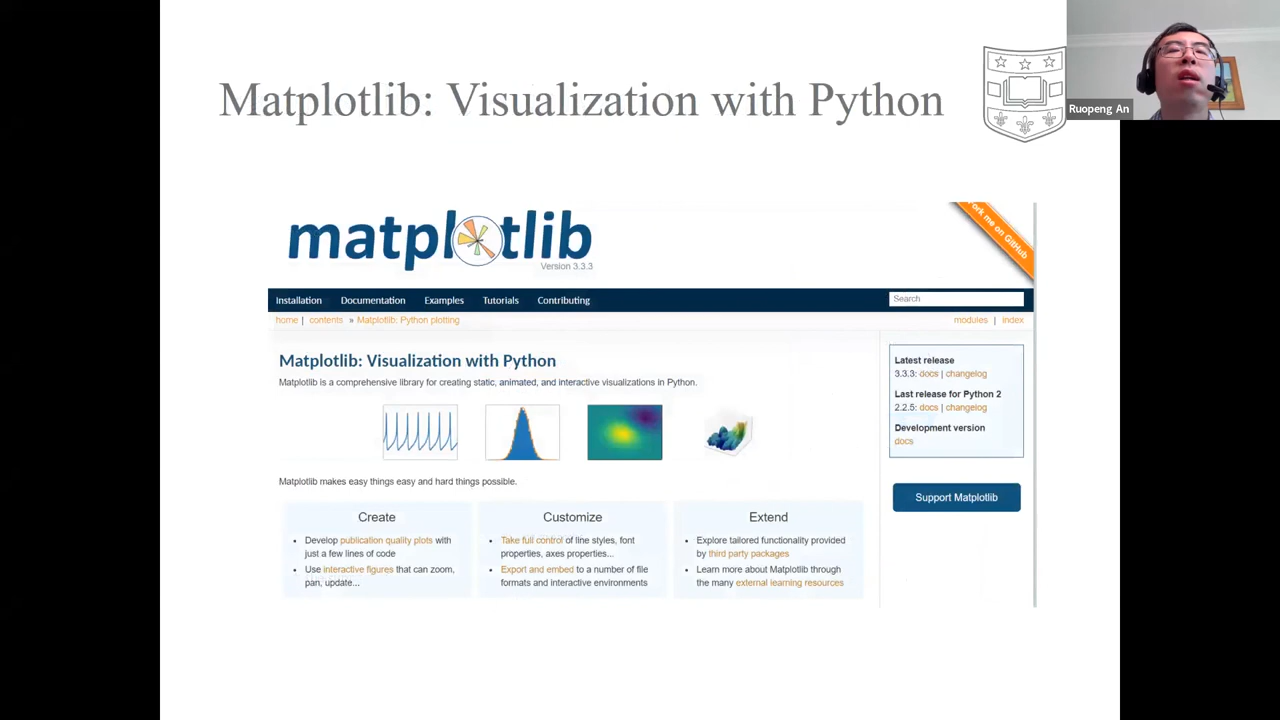 Matplotlib: Visualization with Python
Ruopeng An
matplotlib
Version 3.3.3
Fork me on GitHub
Installation Documentation Examples Tutorials Contributing Search
home | contents » Matplotlib: Python plotting modules | index
Matplotlib: Visualization with Python
Matplotlib is a comprehensive library for creating static, animated, and interactive visualizations in Python.
Matplotlib makes easy things easy and hard things possible.
Create
• Develop publication quality plots with
just a few lines of code
• Use interactive figures that can zoom,
pan, update...
Customize
• Take full control of line styles, font
properties, axes properties...
• Export and embed to a number of file
formats and interactive environments
Extend
• Explore tailored functionality provided
by third party packages
• Learn more about Matplotlib through
the many external learning resources
Latest release
3.3.3: docs | changelog
Last release for Python 2
2.2.5: docs | changelog
Development version
docs
Support Matplotlib